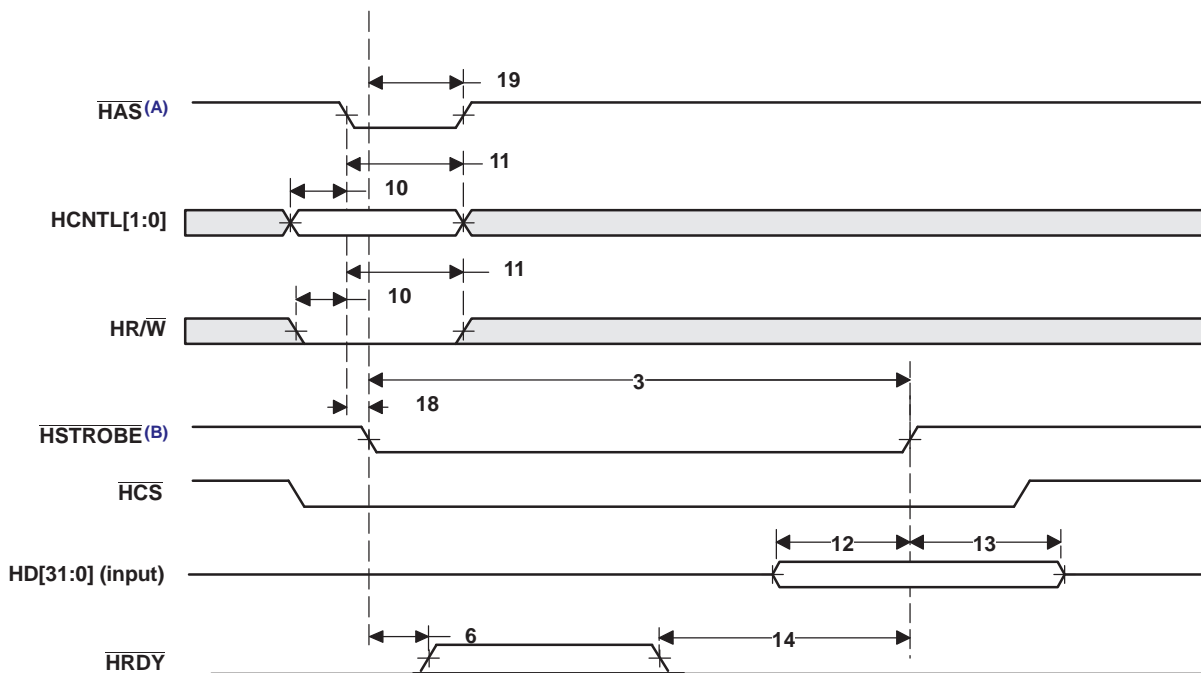 19
HAS(A)
11
10
HCNTL[1:0]
11
10
HR/W
3
18
HSTROBE(B)
HCS
12
13
HD[31:0] (input)
6
14
HRDY